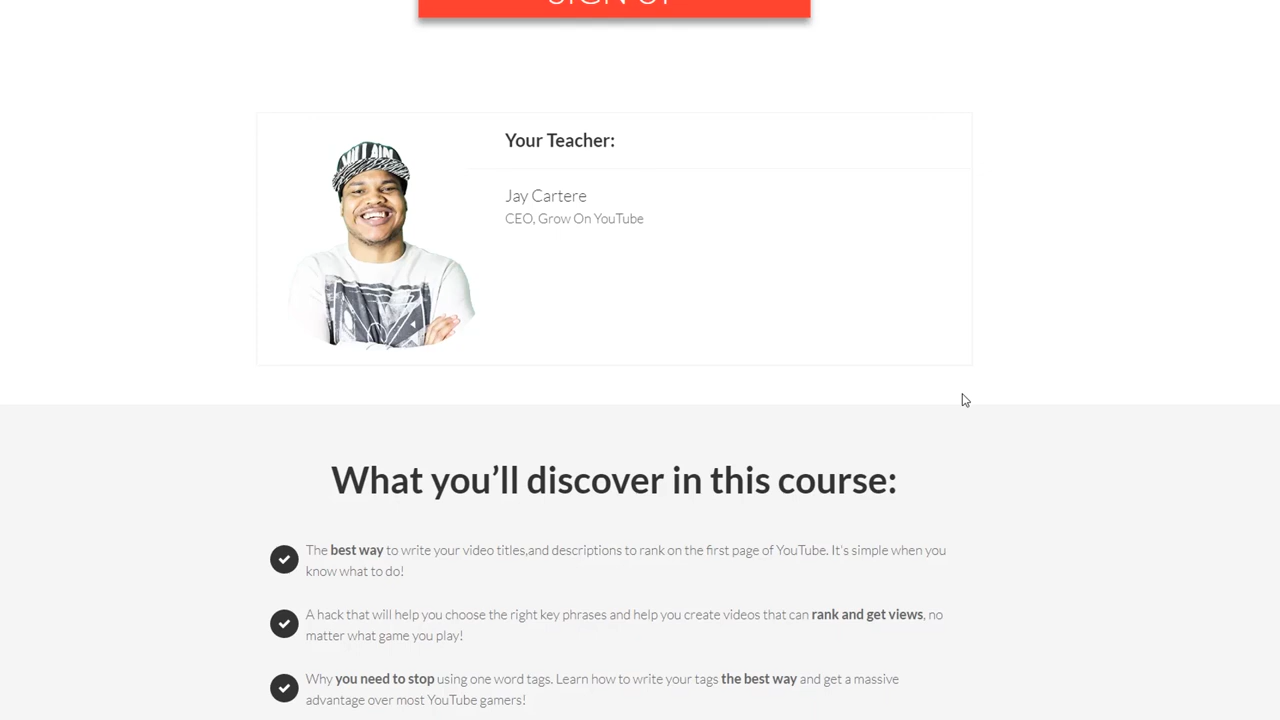 SIGN UP
Your Teacher:
Jay Cartere
CEO, Grow On YouTube
What you’ll discover in this course:
The best way to write your video titles,and descriptions to rank on the first page of YouTube. It's simple when you
know what to do!
A hack that will help you choose the right key phrases and help you create videos that can rank and get views, no
matter what game you play!
Why you need to stop using one word tags. Learn how to write your tags the best way and get a massive
advantage over most YouTube gamers!